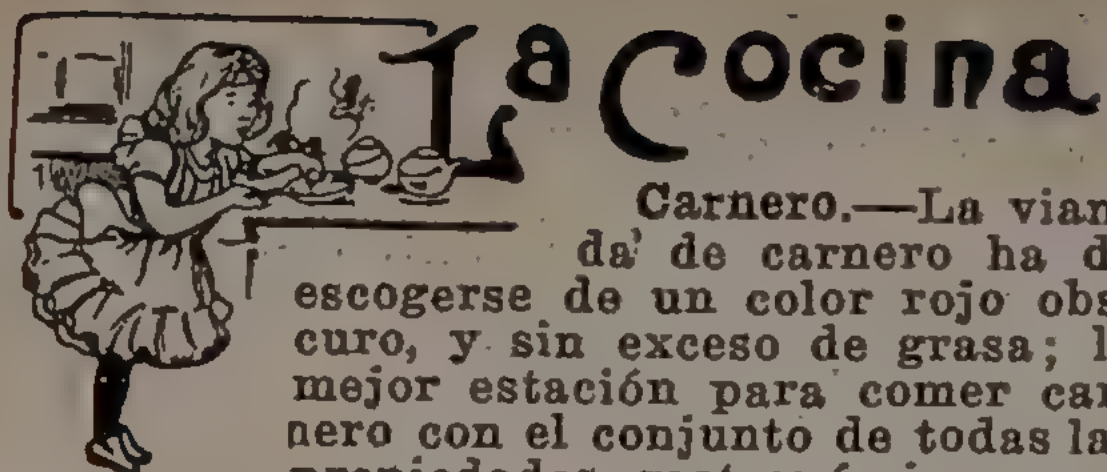 La Cocina
Carnero.—La vian
da de carnero ha d
escogerse de un color rojo obs
curo, y sin exceso de grasa; l
mejor estación para comer car
nero con el conjunto de todas la